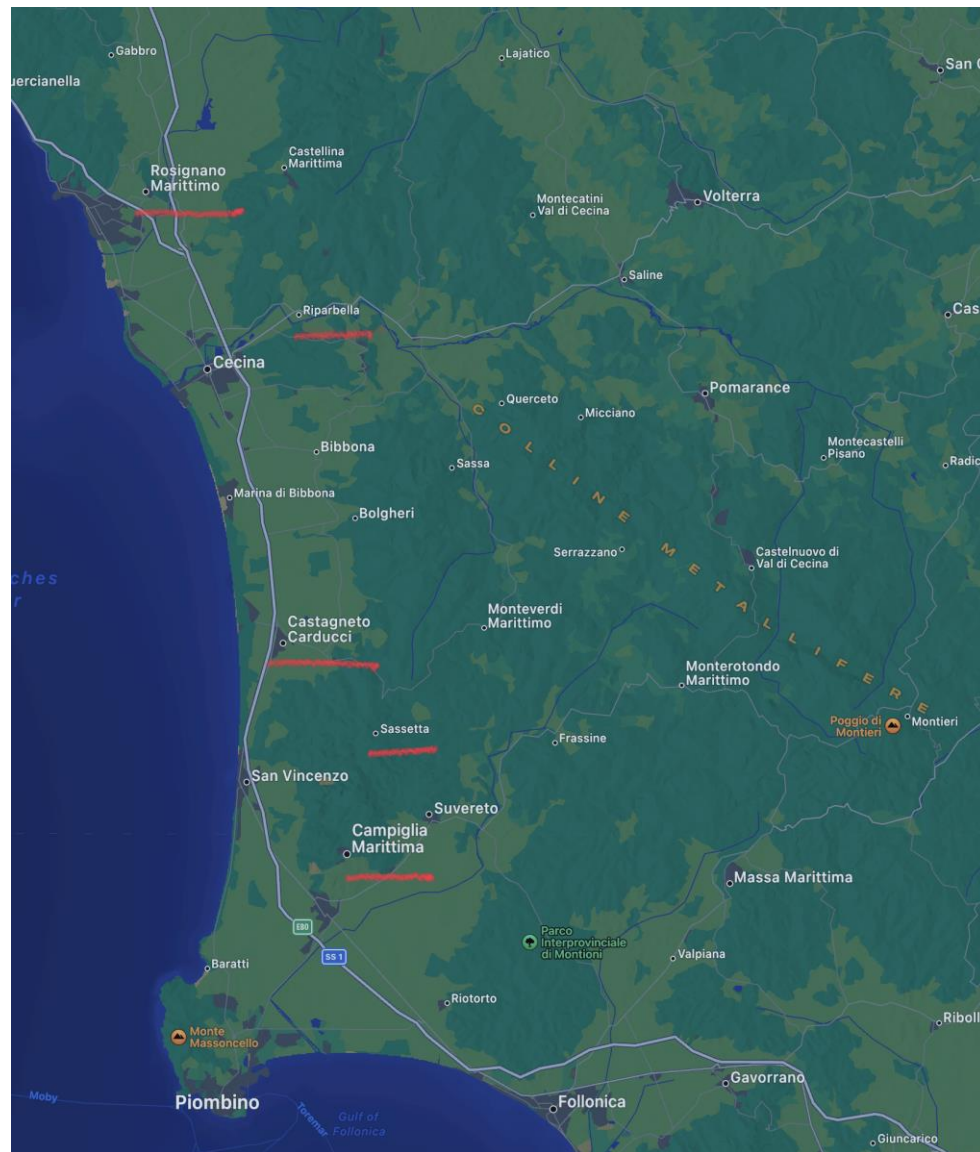 Gabbro
uercianella
Lajatico
San G
Castellina
Marittima
Rosignano
Marittimo
Montecatini
Val di Cecina
Volterra
Saline
Riparbella
Cas
Cecina
Pomarance
Querceto
Micciano
COLLINE METALLIFERE
Bibbona
Sassa
Montecastelli
Pisano
Radic
Marina di Bibbona
Bolgheri
Serrazzano
Castelnuovo di
Val di Cecina
ches
r
Castagneto
Carducci
Monteverdi
Marittimo
Monterotondo
Marittimo
Poggio di
Montieri
Montieri
Sassetta
Frassine
San Vincenzo
Suvereto
Campiglia
Marittima
Massa Marittima
E80
SS 1
Parco
Interprovinciale
di Montioni
Valpiana
Baratti
Riotorto
Riboll
Monte
Massoncello
Gavorrano
Moby
Piombino
Toremar
Gulf of
Follonica
Follonica
Giuncarico